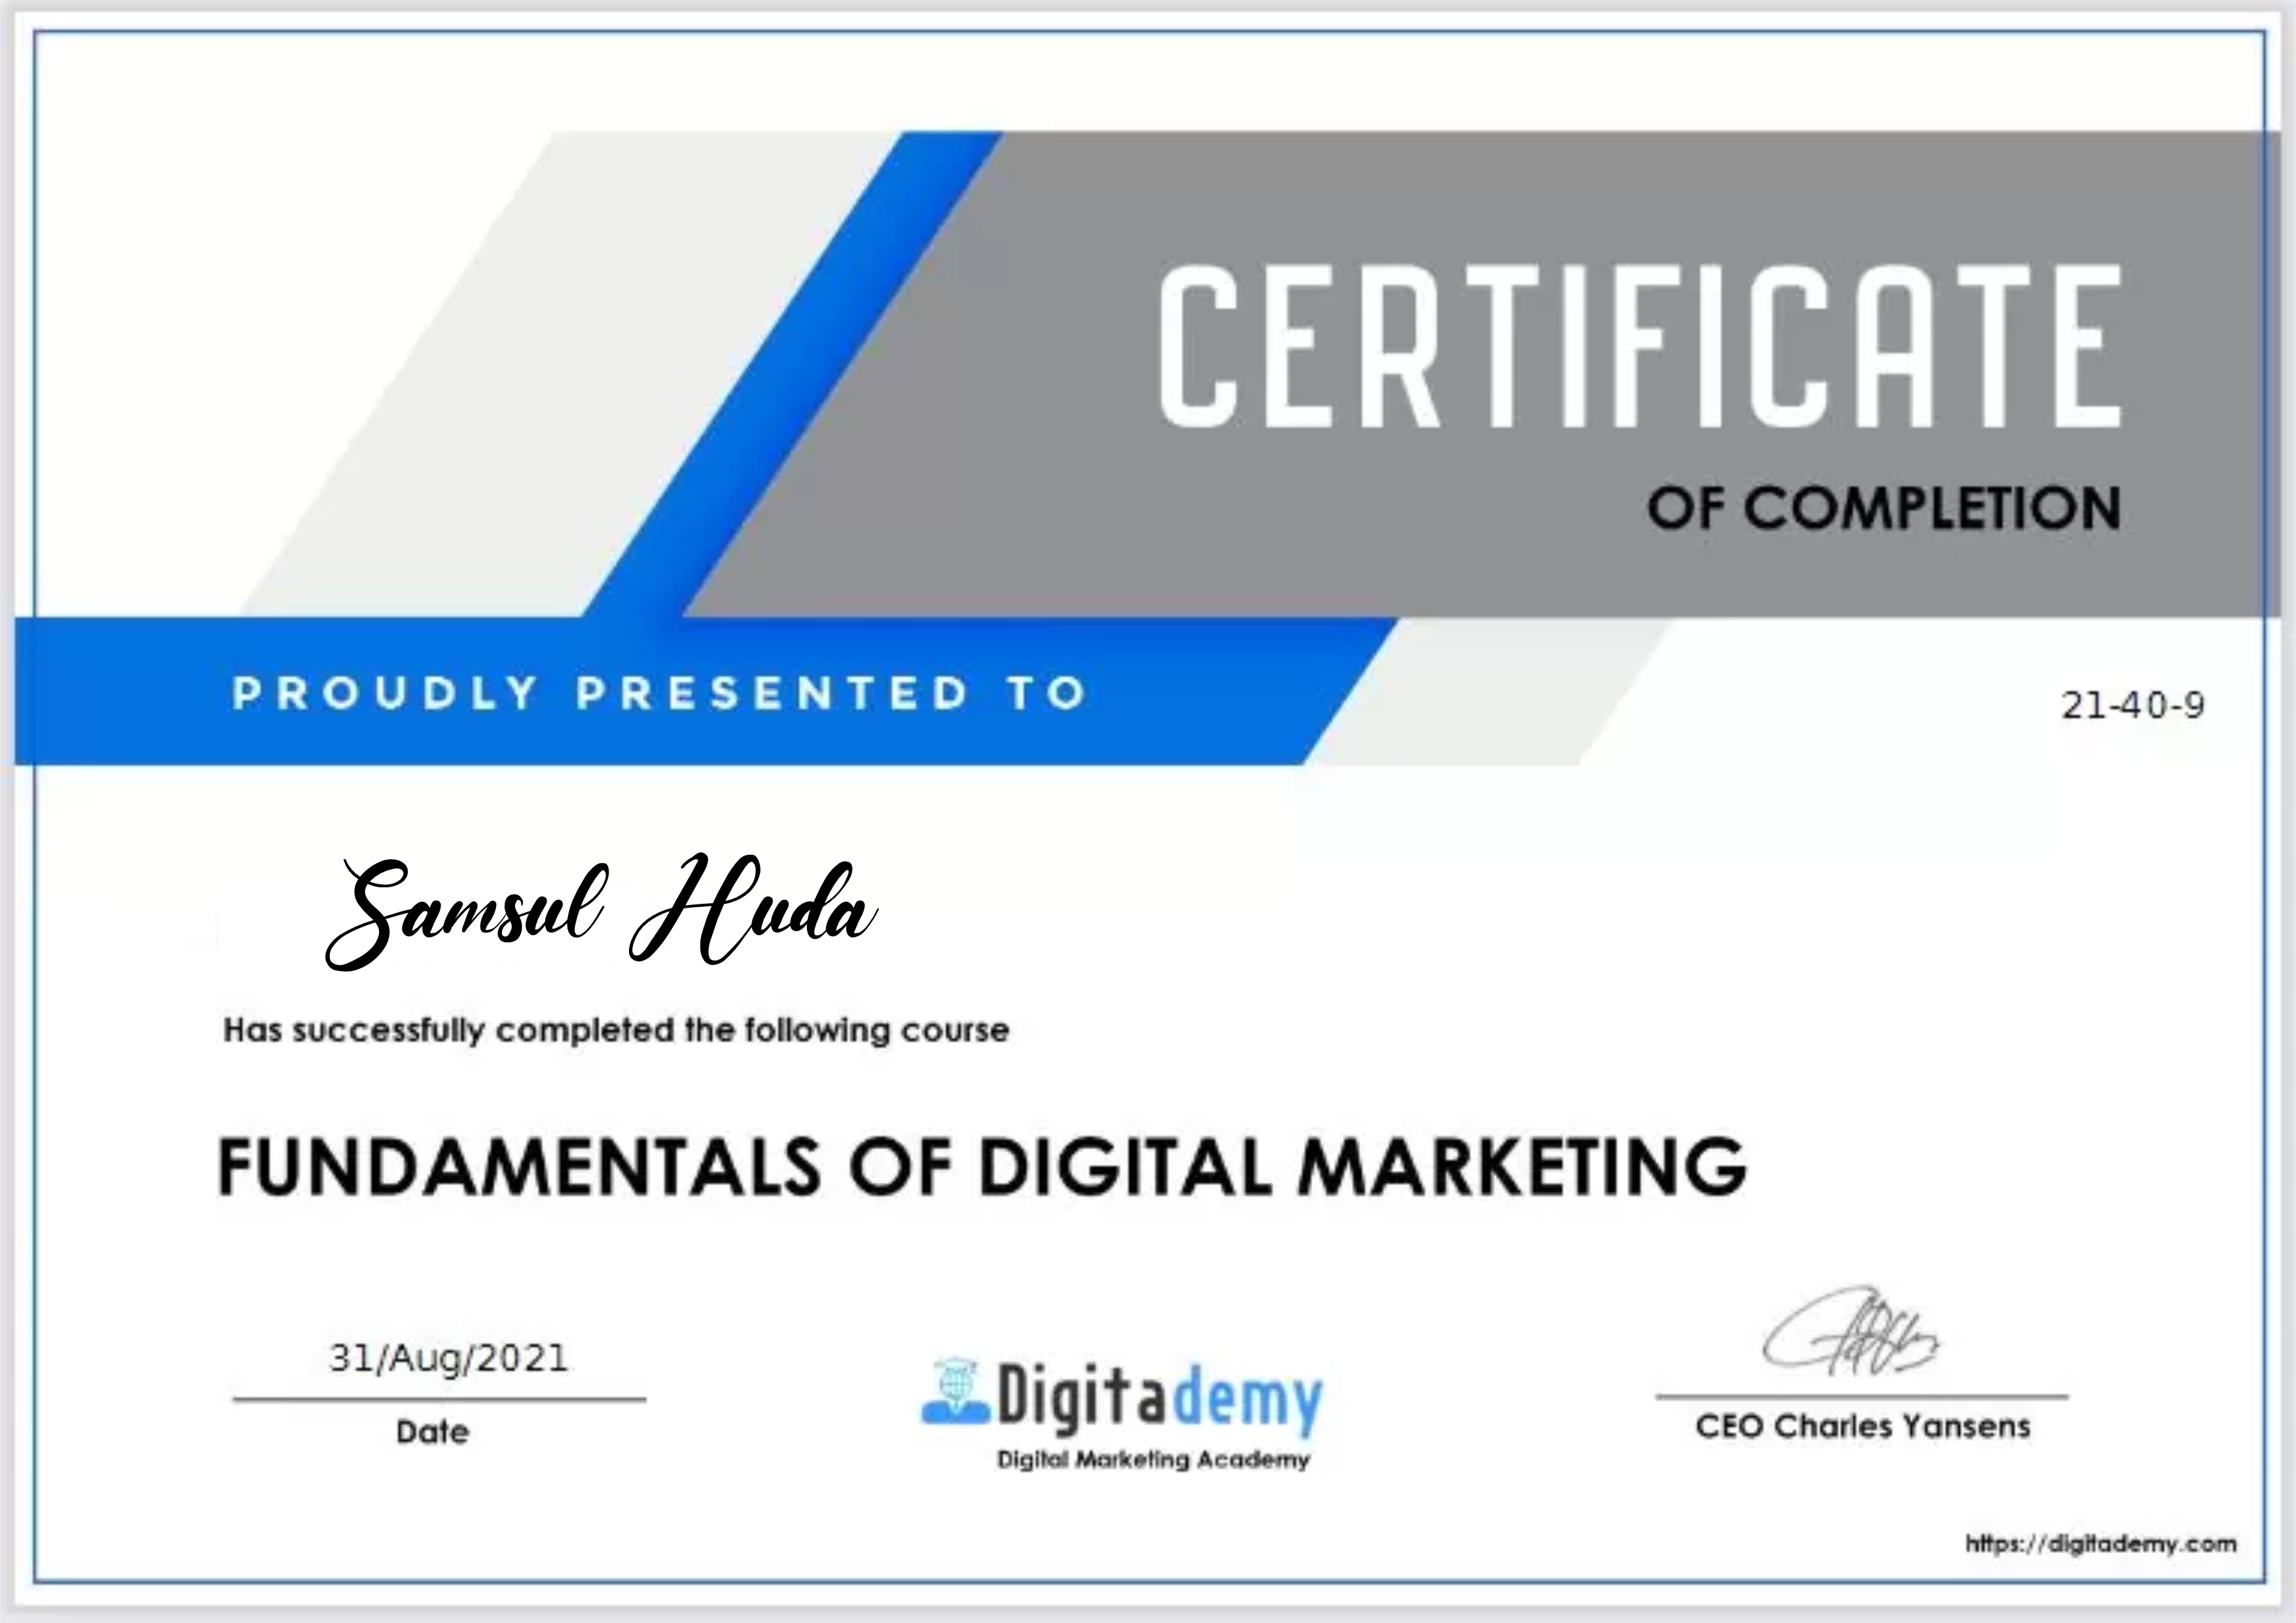 CERTIFICATE
OF COMPLETION
PROUDLY PRESENTED TO
21-40-9
Samsul Huda
Has successfully completed the following course
FUNDAMENTALS OF DIGITAL MARKETING
31/Aug/2021
Date
Digitademy
Digital Marketing Academy
CEO Charles Yansens
https://digitademy.com